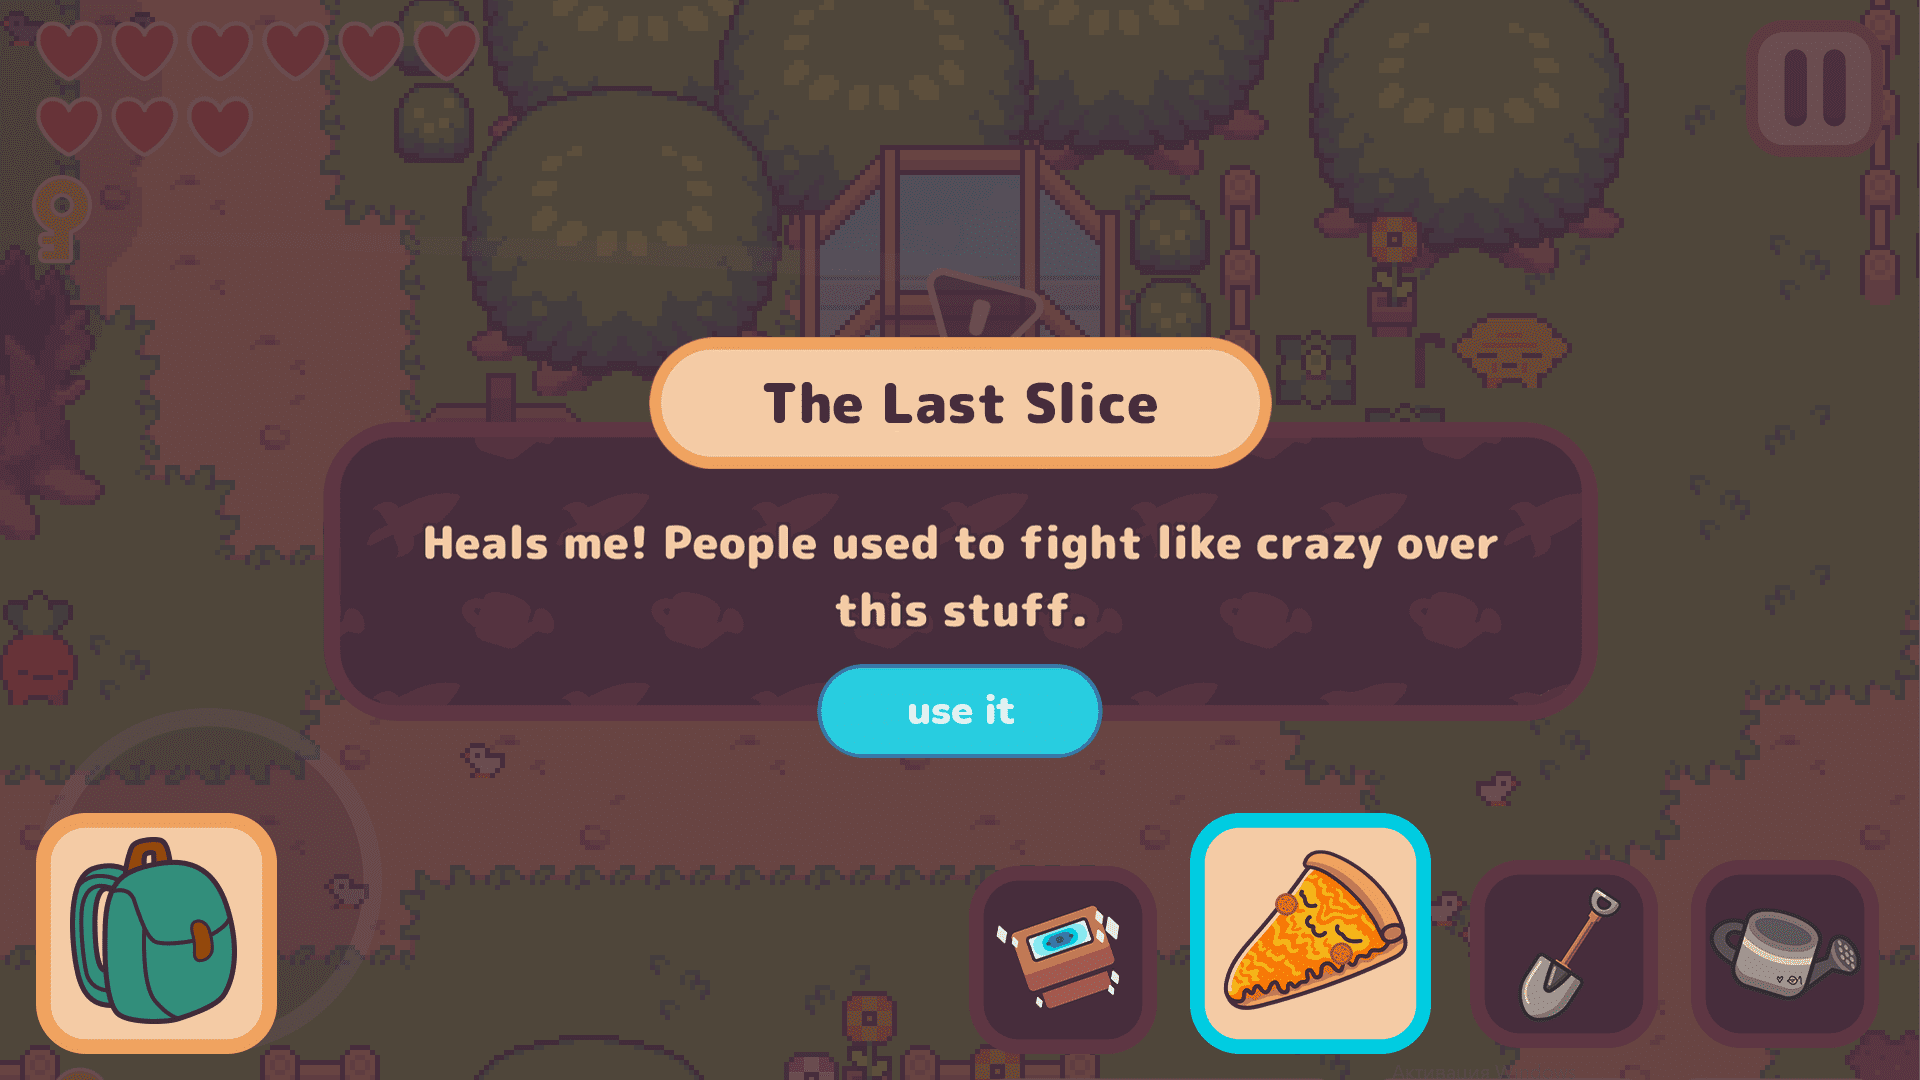 The Last Slice
Heals me! People used to fight like crazy over
this stuff.
use it